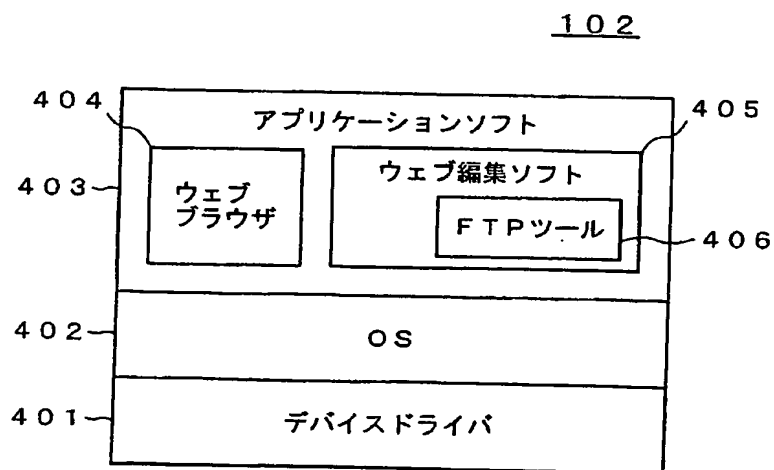 102
404
アプリケーションソフト
405
403
ウェブ
ブラウザ
ウェブ編集ソフト
FTPツール
406
402
OS
401
デバイスドライバ